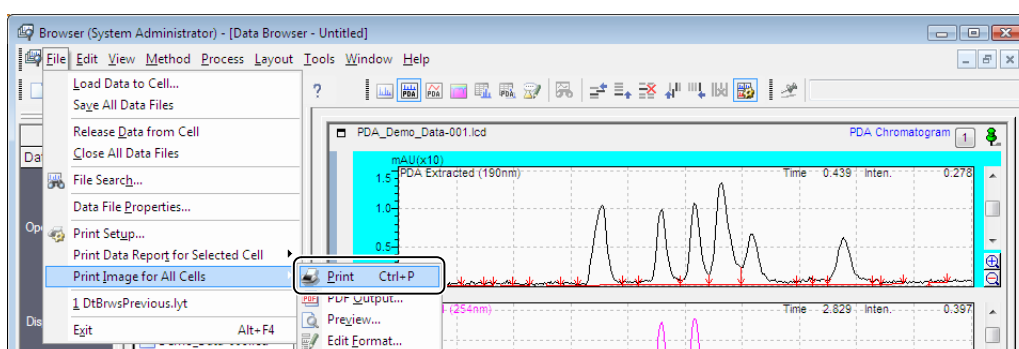 Browser (System Administrator) - [Data Browser - Untitled]
File Edit View Method Process Layout Tools Window Help
Load Data to Cell...
Save All Data Files
Release Data from Cell
Close All Data Files
File Search...
Data File Properties...
Print Setup...
Print Data Report for Selected Cell
Print Image for All Cells
1 DtBrwsPrevious.lyt
Exit Alt+F4
Print Ctrl+P
PDF Output...
Preview...
Edit Format...
?
PDA
PDA_Demo_Data-001.lcd PDA Chromatogram 1
mAU(x10)
1.5 PDA Extracted (190nm) Time 0.439 Inten. 0.278
1.0
0.5
(254nm) Time 2.829 Inten. 0.397